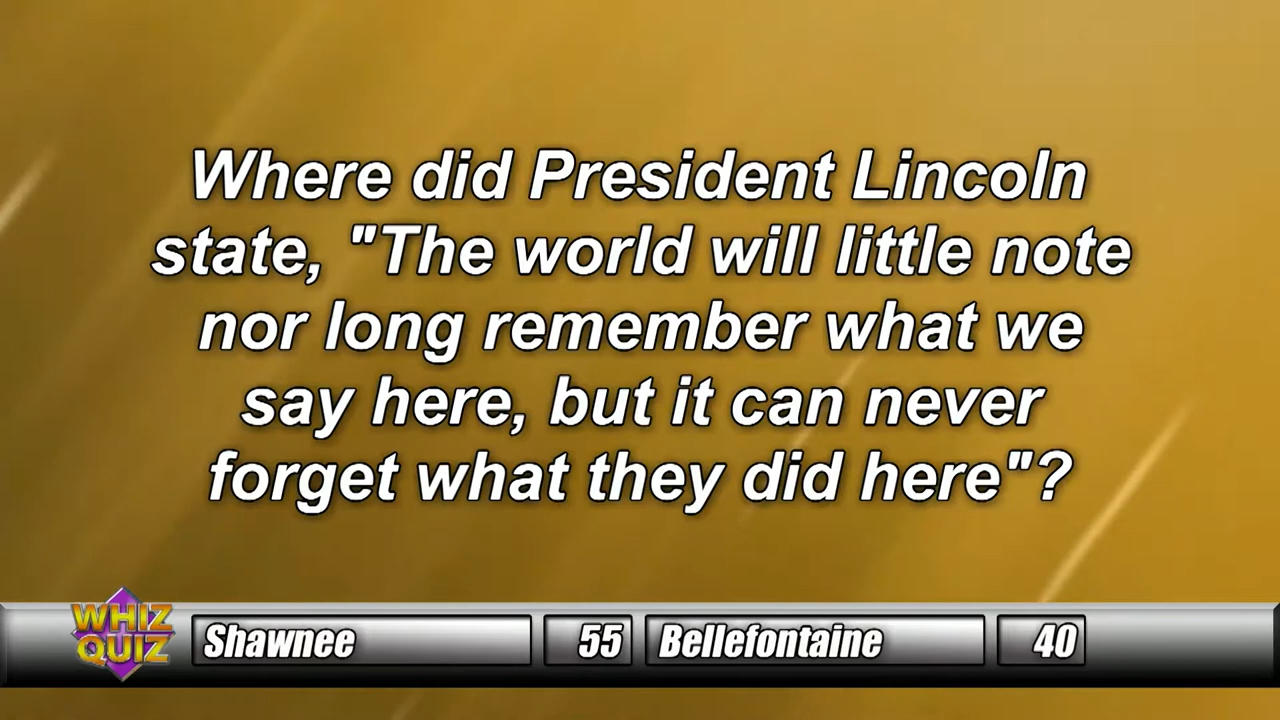 Where did President Lincoln
state, "The world will little note
nor long remember what we
say here, but it can never
forget what they did here"?
WHIZ
QUIZ
Shawnee 55 Bellefontaine 40